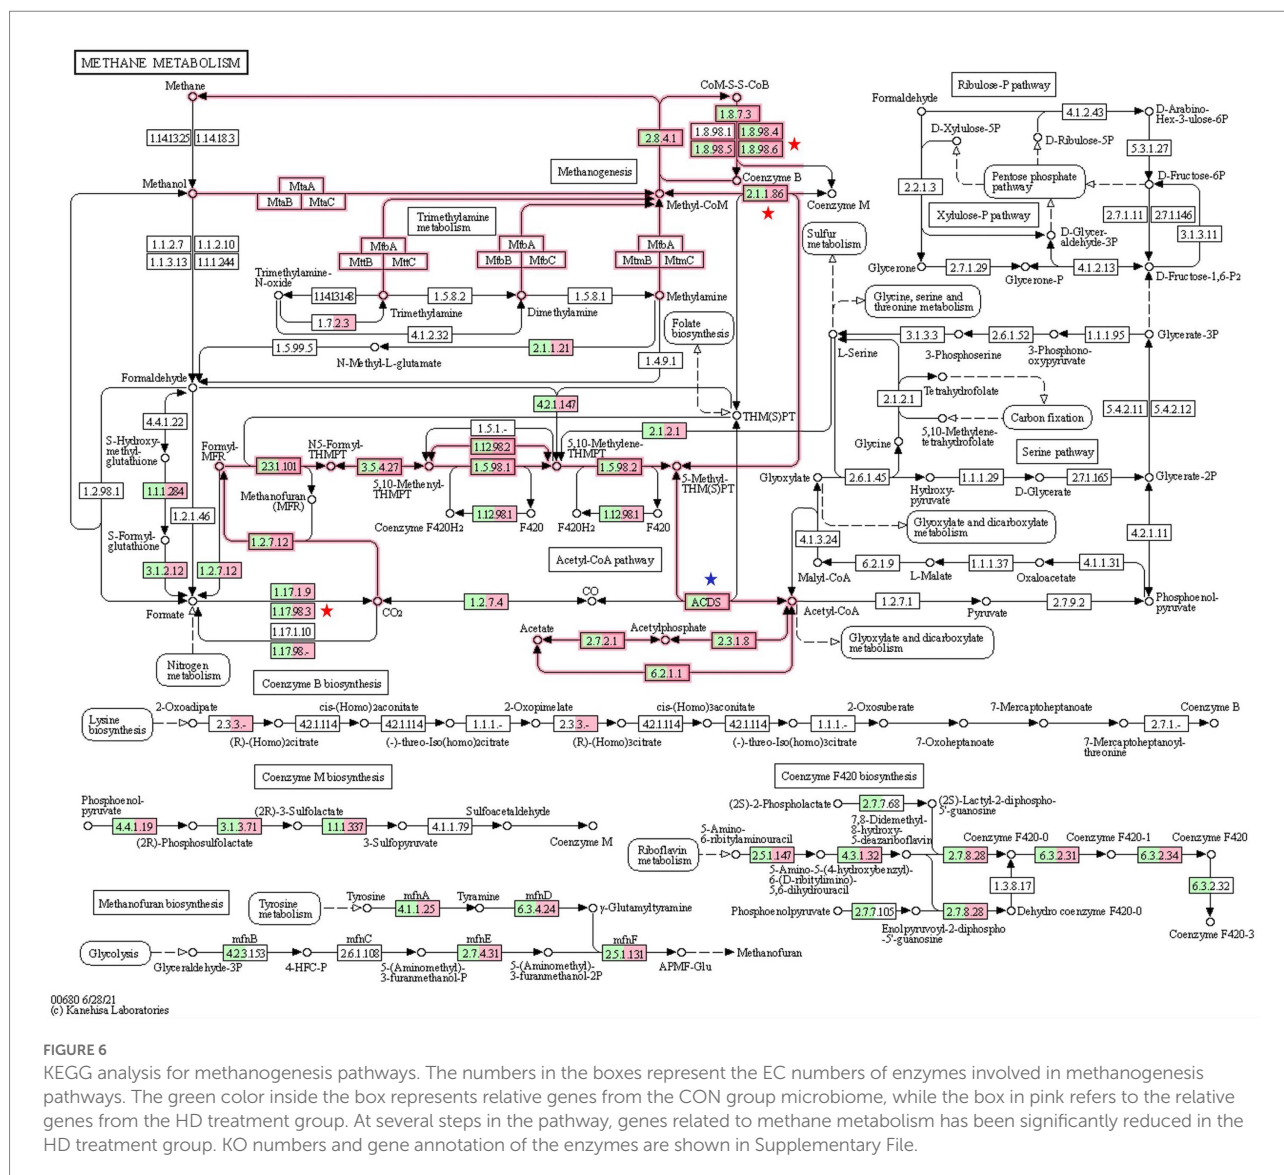 METHANE METABOLISM
Methane
CoM-S-S-CoB
Ribulose-P pathway
Formaldehyde
D-Arabino-
Hex-3-ulose-6P
4.1.2.43
1.8.7.3
1.14.13.25
1.14.18.3
2.8.4.1
1.8.98.1
1.8.98.4
1.8.98.5
1.8.98.6
D-Xylulose-5P
D-Ribulose-5P
5.3.1.27
Methanogenesis
Coenzyme B
Methanol
MtaA
MtaB
MtaC
Methyl-CoM
2.1.1.86
Coenzyme M
2.2.1.3
Pentose phosphate
pathway
D-Fructose-6P
Xylulose-P pathway
2.7.1.11
2.7.1.146
3.1.3.11
Trimethylamine
metabolism
Sulfur
metabolism
D-Glycer
aldehyde-3P
1.1.2.7
1.1.2.10
1.1.3.13
1.1.1.244
MtbA
MttB
MttC
MtbA
MtbB
MtbC
MtbA
MtmB
MtmC
Glycerone
2.7.1.29
Glycerone-P
4.1.2.13
D-Fructose-1,6-P2
Trimethylamine-
N-oxide
1.14.13.148
Trimethylamine
1.5.8.2
Dimethylamine
1.5.8.1
Methylamine
Glycine, serine and
threonine metabolism
1.7.2.3
4.1.2.32
Folate
biosynthesis
1.5.99.5
N-Methyl-L-glutamate
2.1.1.21
1.4.9.1
L-Serine
3.1.3.3
3-Phosphoserine
2.6.1.52
3-Phosphono-
oxypyruvate
1.1.1.95
Glycerate-3P
Formaldehyde
4.2.1.147
THM(S)PT
2.1.2.1
2.1.2.1
Tetrahydrofolate
Carbon fixation
5,10-Methylene-
tetrahydrofolate
5.4.2.11
5.4.2.12
4.4.1.22
S-Hydroxy-
methyl-
glutathione
Formyl-
MFR
2.3.1.101
N5-Formyl-
THMPT
3.5.4.27
1.5.1.-
1.12.98.2
1.5.98.1
5,10-Methenyl-
THMPT
5,10-Methylene-
THMPT
1.5.98.2
5-Methyl-
THM(S)PT
Glycine
Serine pathway
Glyoxylate
2.6.1.45
Hydroxy-
pyruvate
1.1.1.29
D-Glycerate
2.7.1.165
Glycerate-2P
1.2.98.1
1.1.1.284
Methanofuran
(MFR)
1.2.1.46
Coenzyme F420H2
1.12.98.1
F420
F420H2
1.12.98.1
F420
Glyoxylate and dicarboxylate
metabolism
S-Formyl-
glutathione
1.2.7.12
Acetyl-CoA pathway
4.1.3.24
4.2.1.11
3.1.2.12
1.2.7.12
Malyl-CoA
6.2.1.9
L-Malate
1.1.1.37
Oxaloacetate
4.1.1.31
Formate
1.17.1.9
1.17.98.3
1.17.1.10
1.17.98.-
CO2
1.2.7.4
CO
ACDS
Acetyl-CoA
1.2.7.1
Pyruvate
2.7.9.2
Phosphoenol-
pyruvate
Acetate
2.7.2.1
Acetylphosphate
2.3.1.8
6.2.1.1
Glyoxylate and dicarboxylate
metabolism
Nitrogen
metabolism
Coenzyme B biosynthesis
Lysine
biosynthesis
2-Oxoadipate
2.3.3.-
(R)-(Homo)2citrate
4.2.1.114
cis-(Homo)2aconitate
4.2.1.114
(-)-threo-Iso(homo)2citrate
1.1.1.-
2-Oxopimelate
2.3.3.-
(R)-(Homo)3citrate
4.2.1.114
cis-(Homo)3aconitate
4.2.1.114
(-)-threo-Iso(homo)3citrate
1.1.1.-
2-Oxosuberate
7-Oxoheptanoate
7-Mercaptoheptanoate
7-Mercaptoheptanoyl-
threonine
2.7.1.-
Coenzyme B
Coenzyme M biosynthesis
Phosphoenol-
pyruvate
4.4.1.19
(2R)-Phosphosulfolactate
3.1.3.71
(2R)-3-Sulfolactate
1.1.1.337
3-Sulfopyruvate
4.1.1.79
Sulfoacetaldehyde
Coenzyme M
Coenzyme F420 biosynthesis
(2S)-2-Phospholactate
2.7.7.68
(2S)-Lactyl-2-diphospho-
5'-guanosine
Riboflavin
metabolism
5-Amino-
6-ribitylaminouracil
2.5.1.147
5-Amino-5-(4-hydroxybenzyl)-
6-(D-ribitylimino)-
5,6-dihydrouracil
4.3.1.32
7,8-Didemethyl-
8-hydroxy-
5-deazariboflavin
2.7.8.28
Coenzyme F420-0
6.3.2.31
Coenzyme F420-1
6.3.2.34
Coenzyme F420
1.3.8.17
6.3.2.32
Phosphoenolpyruvate
2.7.7.105
Enolpyruvoyl-2-diphospho
-5'-guanosine
2.7.8.28
Dehydro coenzyme F420-0
Coenzyme F420-3
Methanofuran biosynthesis
Tyrosine
metabolism
Tyrosine
mfnA
4.1.1.25
Tyramine
mfnD
6.3.4.24
γ-Glutamyltyramine
Glycolysis
Glyceraldehyde-3P
mfnB
4.2.3.153
4-HFC-P
mfnC
2.6.1.108
5-(Aminomethyl)-
3-furanmethanol-P
mfnE
2.7.4.31
5-(Aminomethyl)-
3-furanmethanol-2P
mfnF
2.5.1.131
APMF-Glu
Methanofuran
00680 6/28/21
(c) Kanehisa Laboratories
FIGURE 6
KEGG analysis for methanogenesis pathways. The numbers in the boxes represent the EC numbers of enzymes involved in methanogenesis
pathways. The green color inside the box represents relative genes from the CON group microbiome, while the box in pink refers to the relative
genes from the HD treatment group. At several steps in the pathway, genes related to methane metabolism has been significantly reduced in the
HD treatment group. KO numbers and gene annotation of the enzymes are shown in Supplementary File.